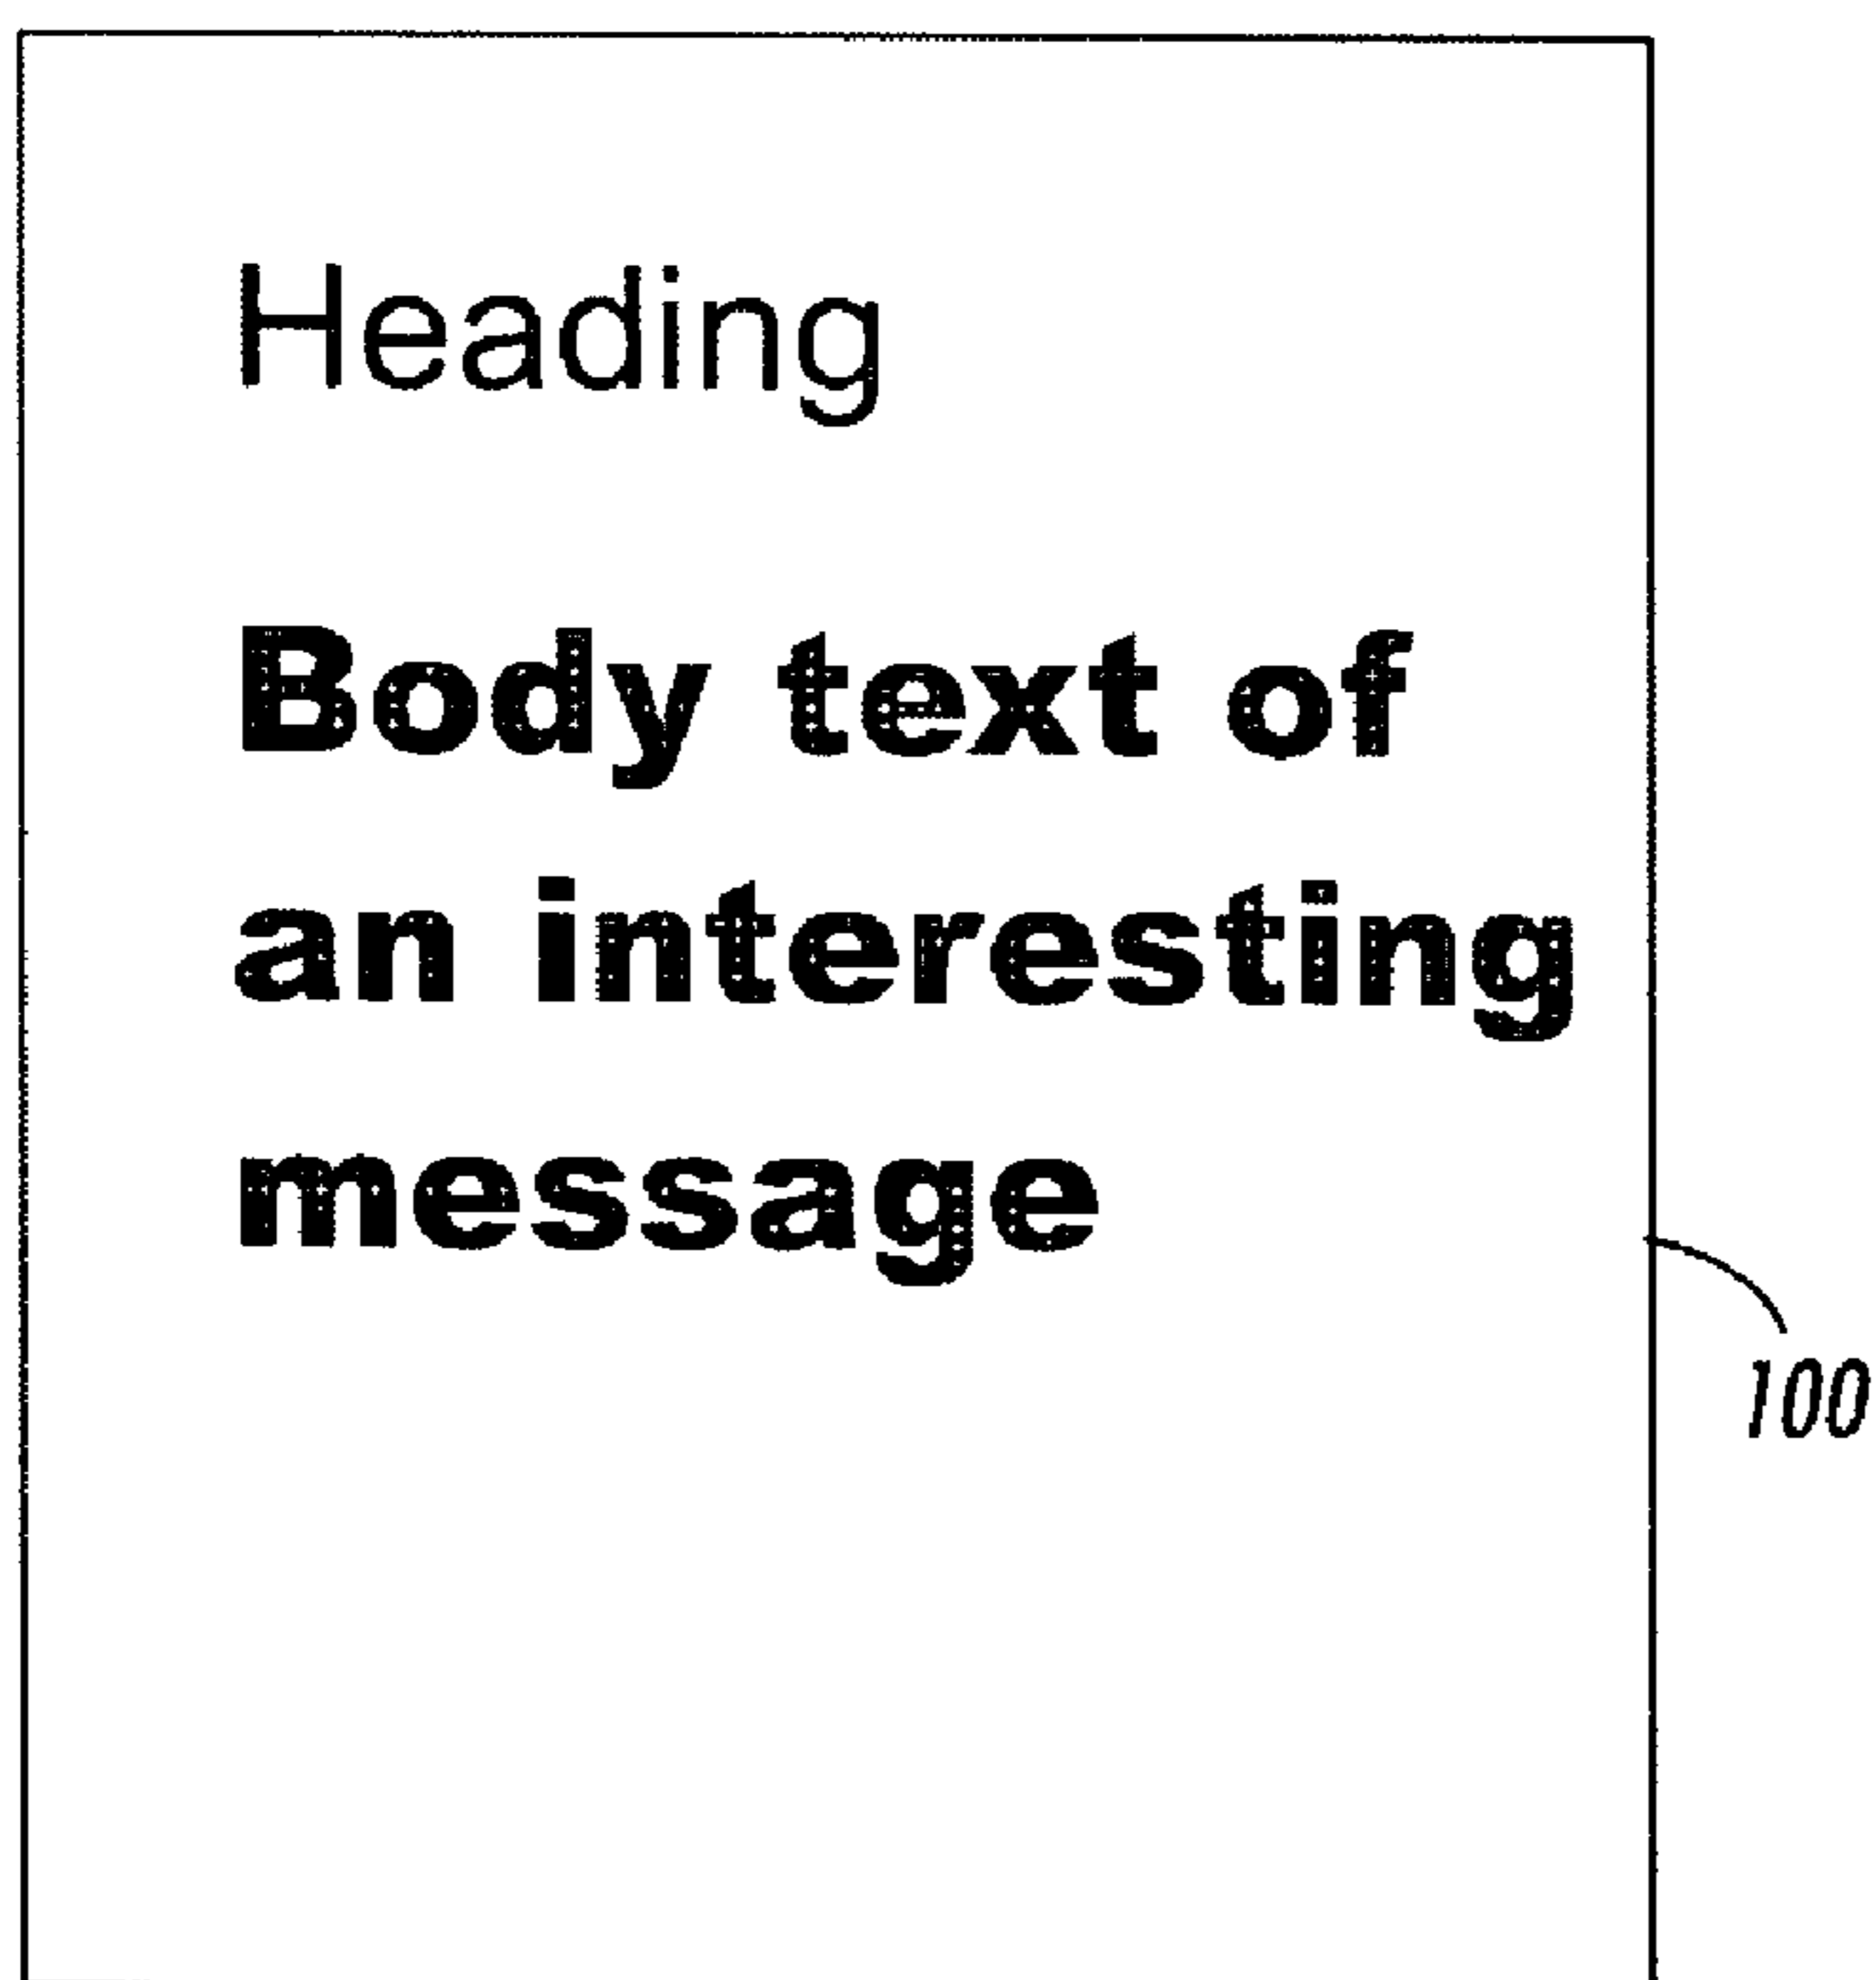 Heading
Body text of
an interesting
message
100